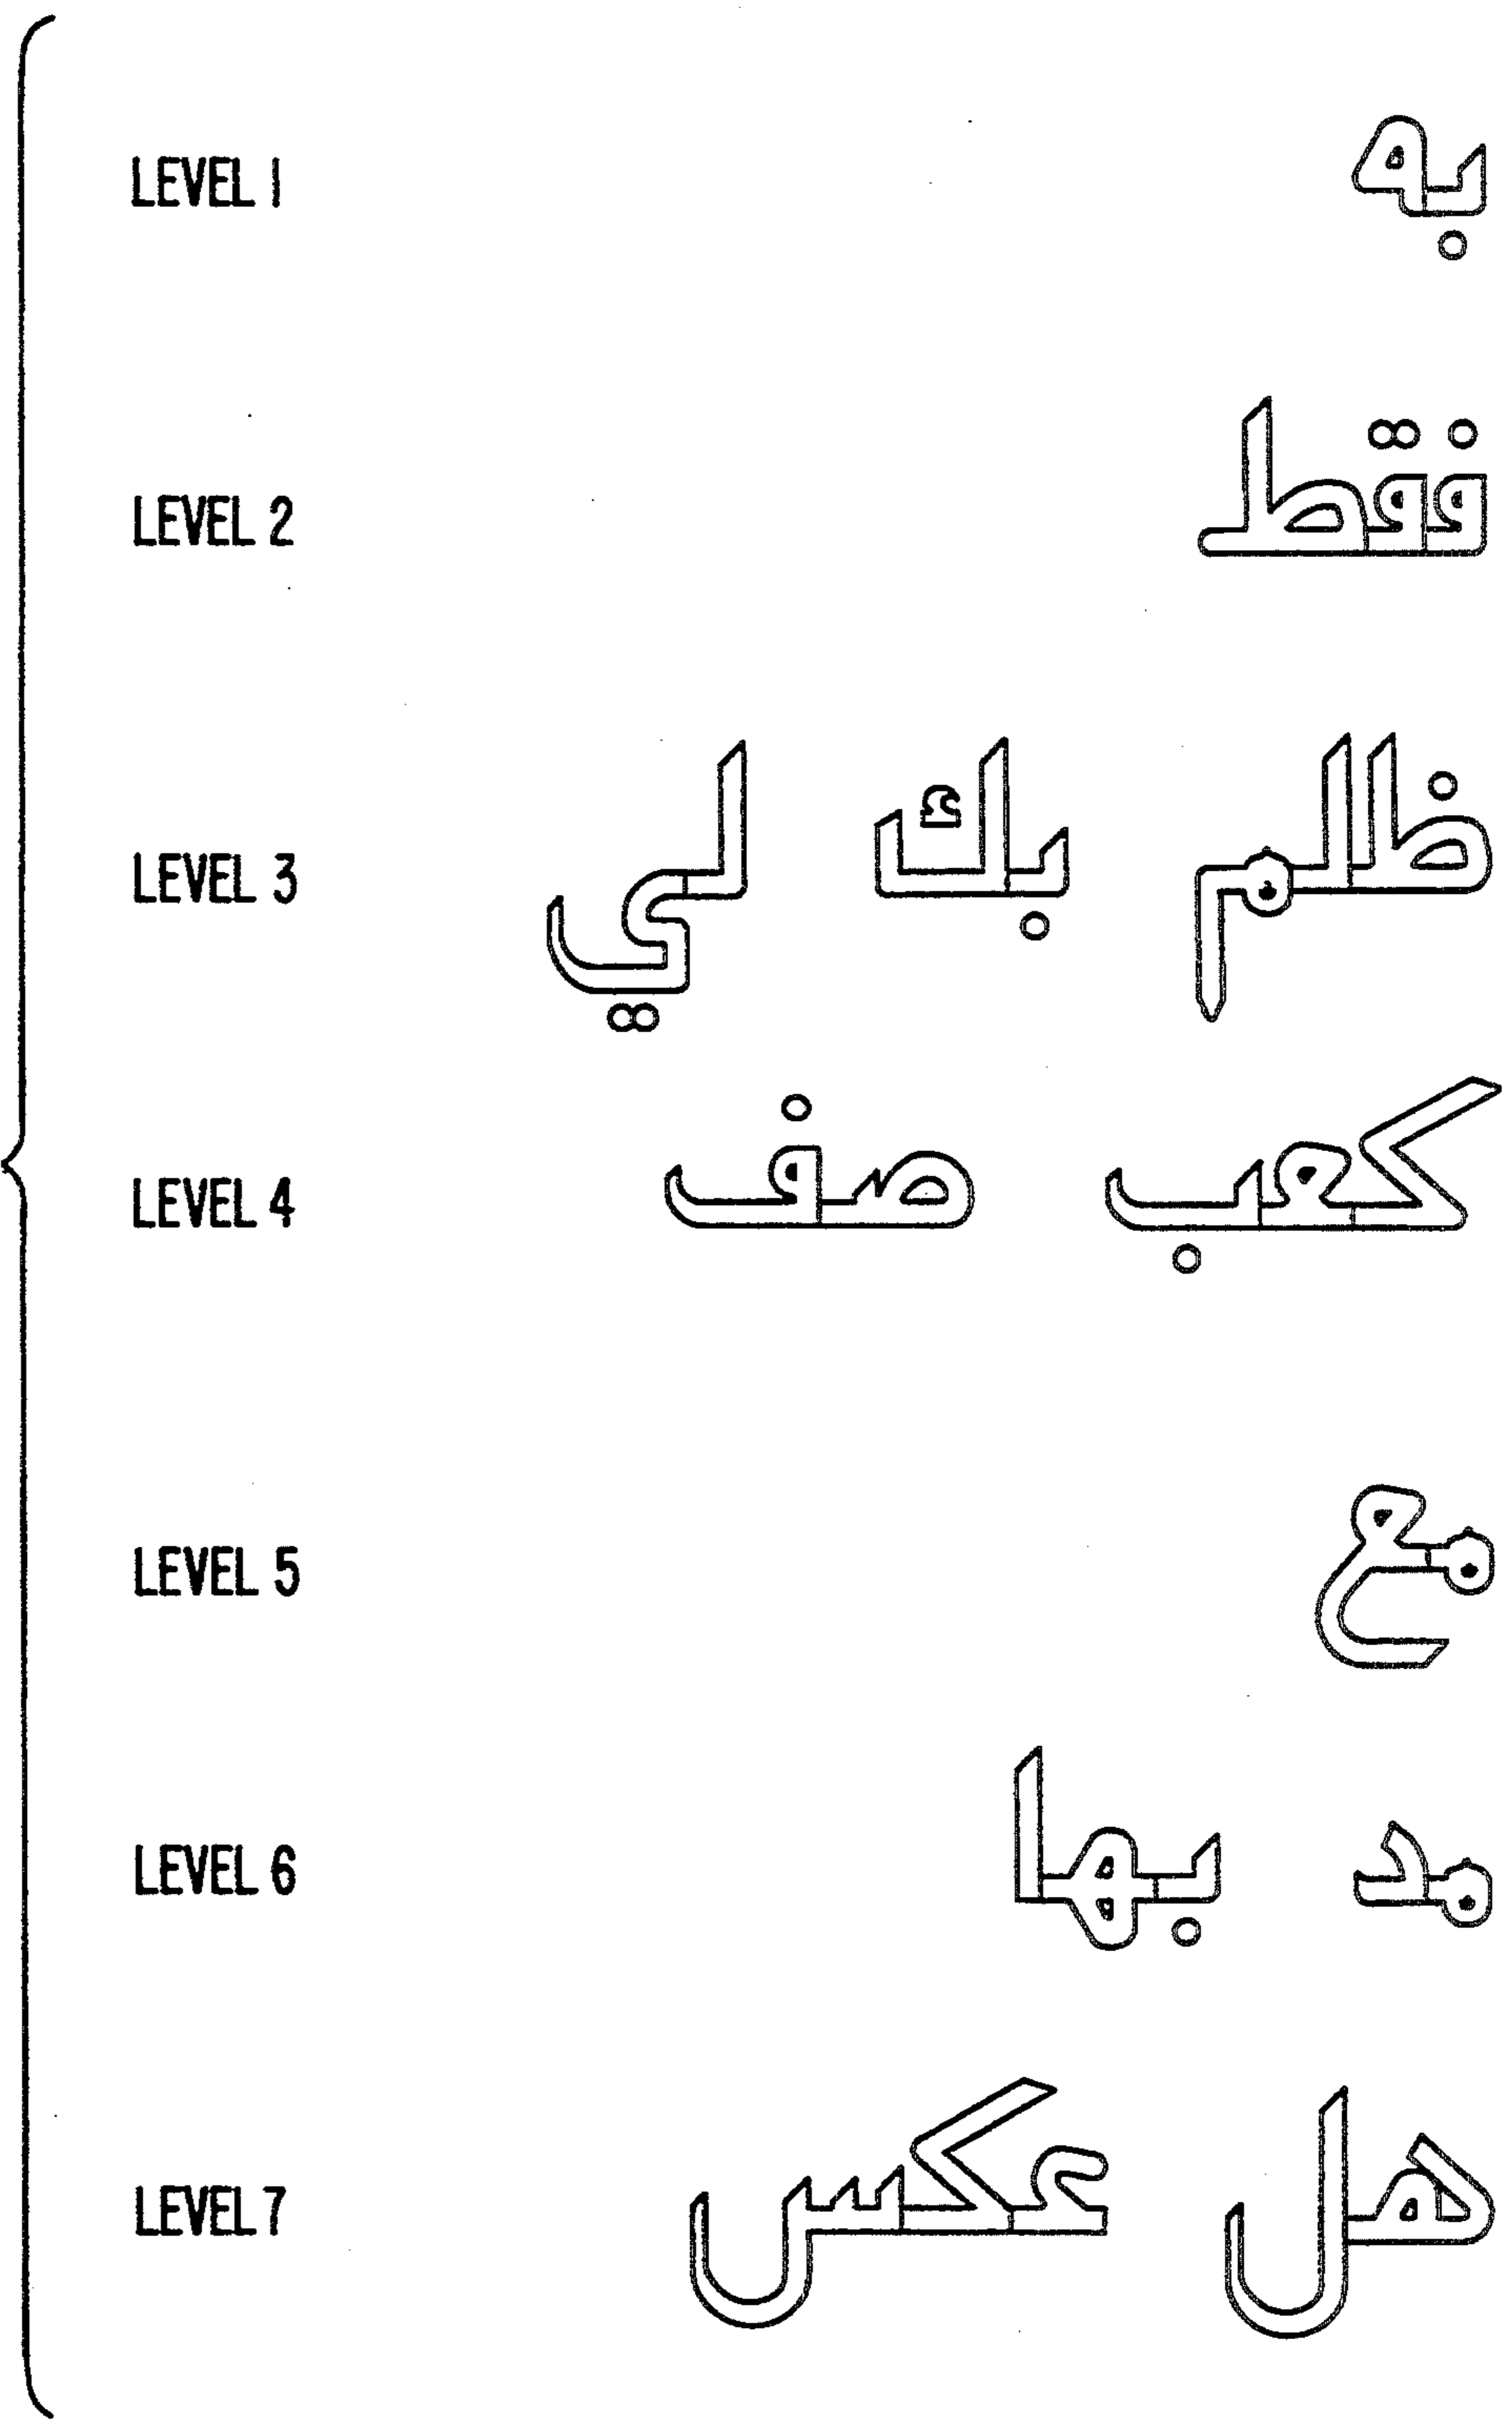 LEVEL 1 به
LEVEL 2 فقط
LEVEL 3 ظلم بك لي
LEVEL 4 كعب صف
LEVEL 5 مع
LEVEL 6 مد بها
LEVEL 7 هل عكس